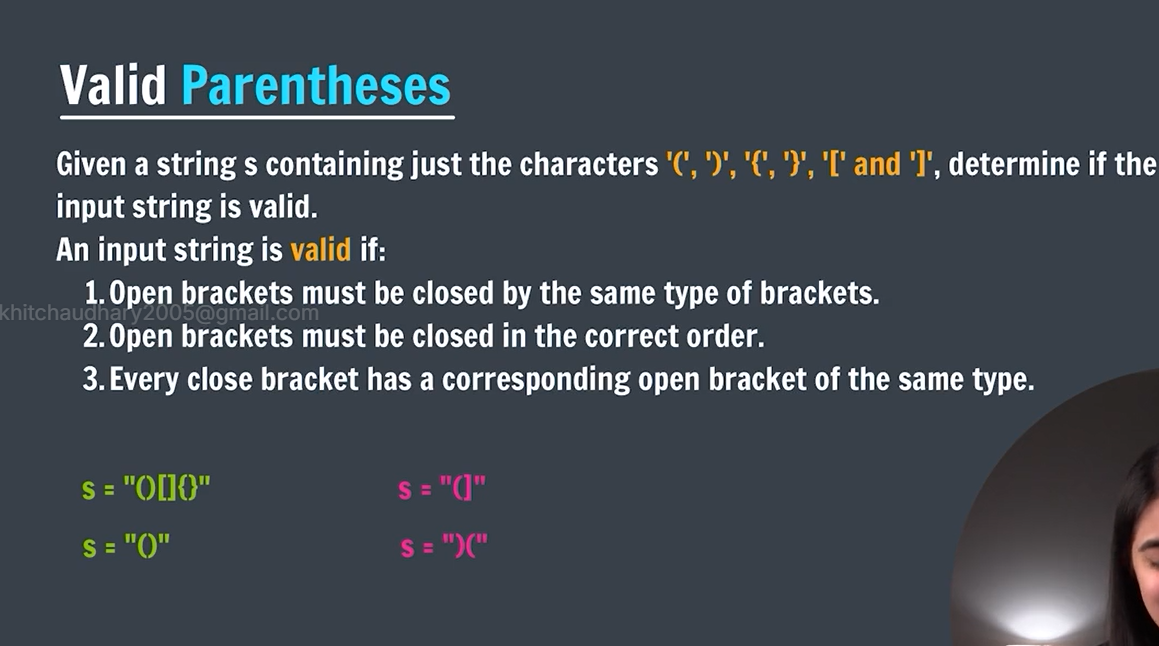 Valid Parentheses
Given a string s containing just the characters '(', ')', '{', '}', '[' and ']', determine if the
input string is valid.
An input string is valid if:
1. Open brackets must be closed by the same type of brackets.
khitchaudhary2005@gmail.com
2. Open brackets must be closed in the correct order.
3. Every close bracket has a corresponding open bracket of the same type.
s = "()[]{}" s = "(]"
s = "()" s = ")("